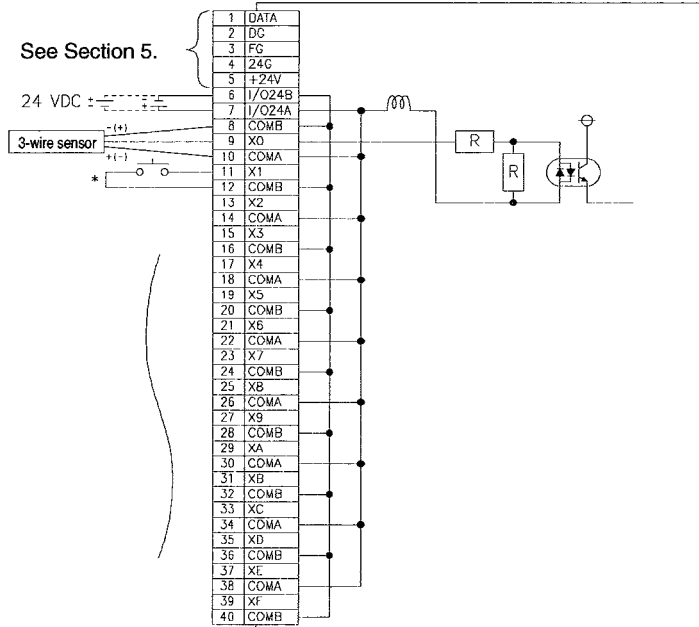 See Section 5.
24 VDC
3-wire sensor
-(+)
+(-)
*
1 DATA
2 DG
3 FG
4 24G
5 +24V
6 I/O24B
7 I/O24A
8 COMB
9 X0
10 COMA
11 X1
12 COMB
13 X2
14 COMA
15 X3
16 COMB
17 X4
18 COMA
19 X5
20 COMB
21 X6
22 COMA
23 X7
24 COMB
25 X8
26 COMA
27 X9
28 COMB
29 XA
30 COMA
31 XB
32 COMB
33 XC
34 COMA
35 XD
36 COMB
37 XE
38 COMA
39 XF
40 COMB
R
R